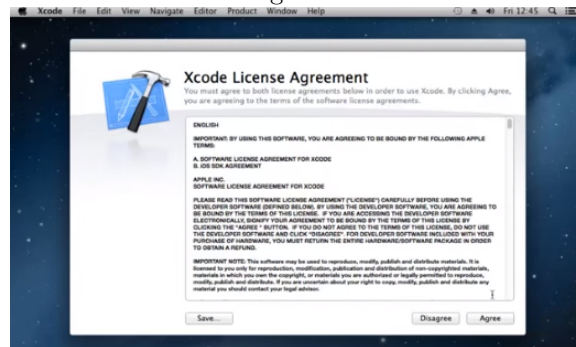 Xcode File Edit View Navigate Editor Product Window Help Fri 12:45
Xcode License Agreement
You must agree to both license agreements below in order to use Xcode. By clicking Agree,
you are agreeing to the terms of the software license agreements.
ENGLISH
IMPORTANT: BY USING THIS SOFTWARE, YOU ARE AGREEING TO BE BOUND BY THE FOLLOWING APPLE
TERMS:
A. SOFTWARE LICENSE AGREEMENT FOR XCODE
B. iOS SDK AGREEMENT
APPLE INC.
SOFTWARE LICENSE AGREEMENT FOR XCODE
PLEASE READ THIS SOFTWARE LICENSE AGREEMENT ("LICENSE") CAREFULLY BEFORE USING THE
DEVELOPER SOFTWARE (DEFINED BELOW). BY USING THE DEVELOPER SOFTWARE, YOU ARE AGREEING TO
BE BOUND BY THE TERMS OF THIS LICENSE. IF YOU ARE ACCESSING THE DEVELOPER SOFTWARE
ELECTRONICALLY, SIGNIFY YOUR AGREEMENT TO BE BOUND BY THE TERMS OF THIS LICENSE BY
CLICKING THE "AGREE " BUTTON. IF YOU DO NOT AGREE TO THE TERMS OF THIS LICENSE, DO NOT USE
THE DEVELOPER SOFTWARE AND CLICK "DISAGREE". FOR DEVELOPER SOFTWARE INCLUDED WITH YOUR
PURCHASE OF HARDWARE, YOU MUST RETURN THE ENTIRE HARDWARE/SOFTWARE PACKAGE IN ORDER
TO OBTAIN A REFUND.
IMPORTANT NOTE: This software may be used to reproduce, modify, publish and distribute materials. It is
licensed to you only for reproduction, modification, publication and distribution of non-copyrighted materials,
materials in which you own the copyright, or materials you are authorized or legally permitted to reproduce,
modify, publish and distribute. If you are uncertain about your right to copy, modify, publish and distribute any
material you should contact your legal advisor.
Save... Disagree Agree